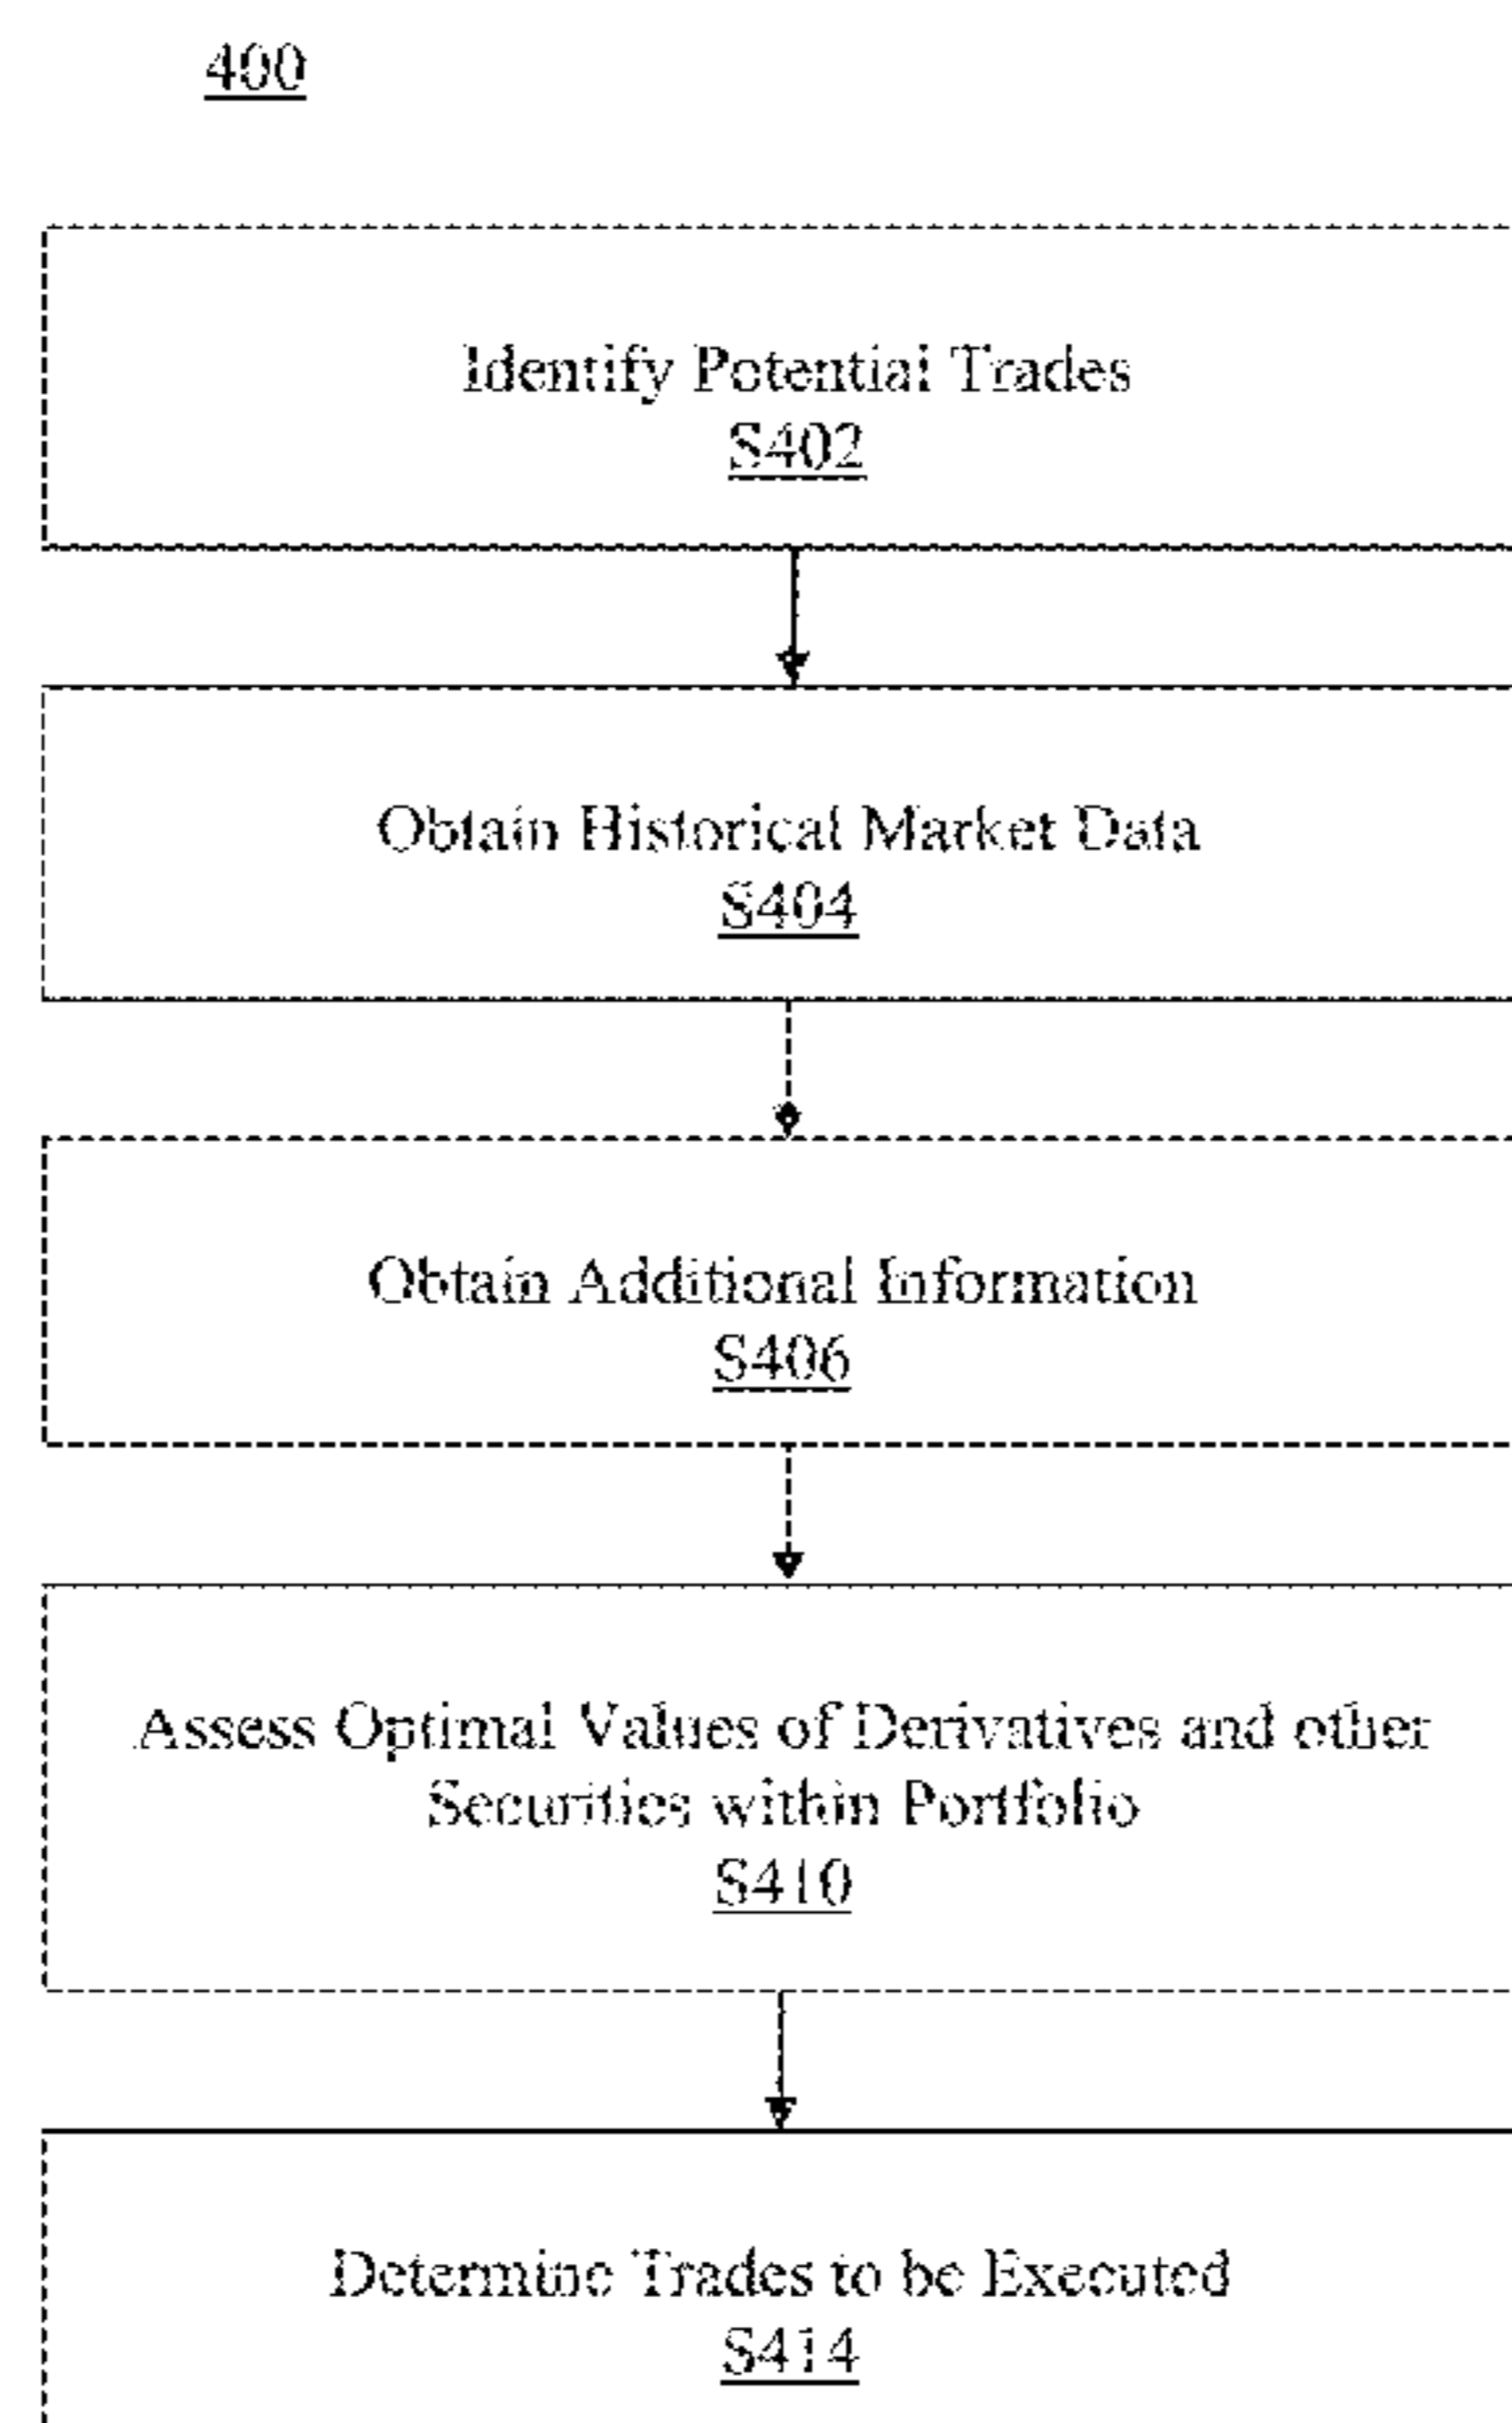 400
Identify Potential Trades
S402
Obtain Historical Market Data
S404
Obtain Additional Information
S406
Assess Optimal Values of Derivatives and other
Securities within Portfolio
S410
Determine Trades to be Executed
S414